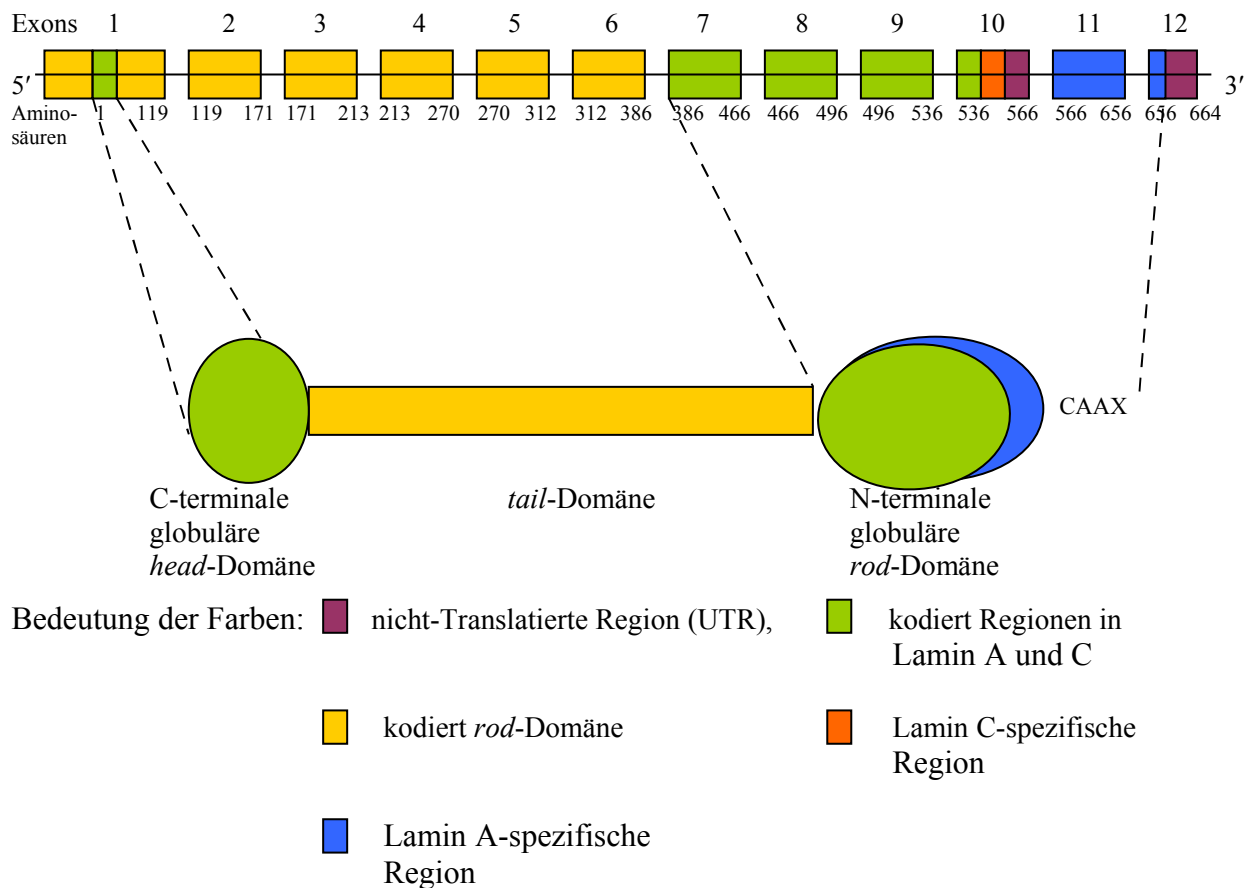 Exons 1 2 3 4 5 6 7 8 9 10 11 12
5′ 3′
Amino- 1 119 119 171 171 213 213 270 270 312 312 386 386 466 466 496 496 536 536 566 566 656 656 664
säuren
CAAX
C-terminale
globuläre
head-Domäne
tail-Domäne
N-terminale
globuläre
rod-Domäne
Bedeutung der Farben:
nicht-Translatierte Region (UTR),
kodiert Regionen in
Lamin A und C
kodiert rod-Domäne
Lamin C-spezifische
Region
Lamin A-spezifische
Region